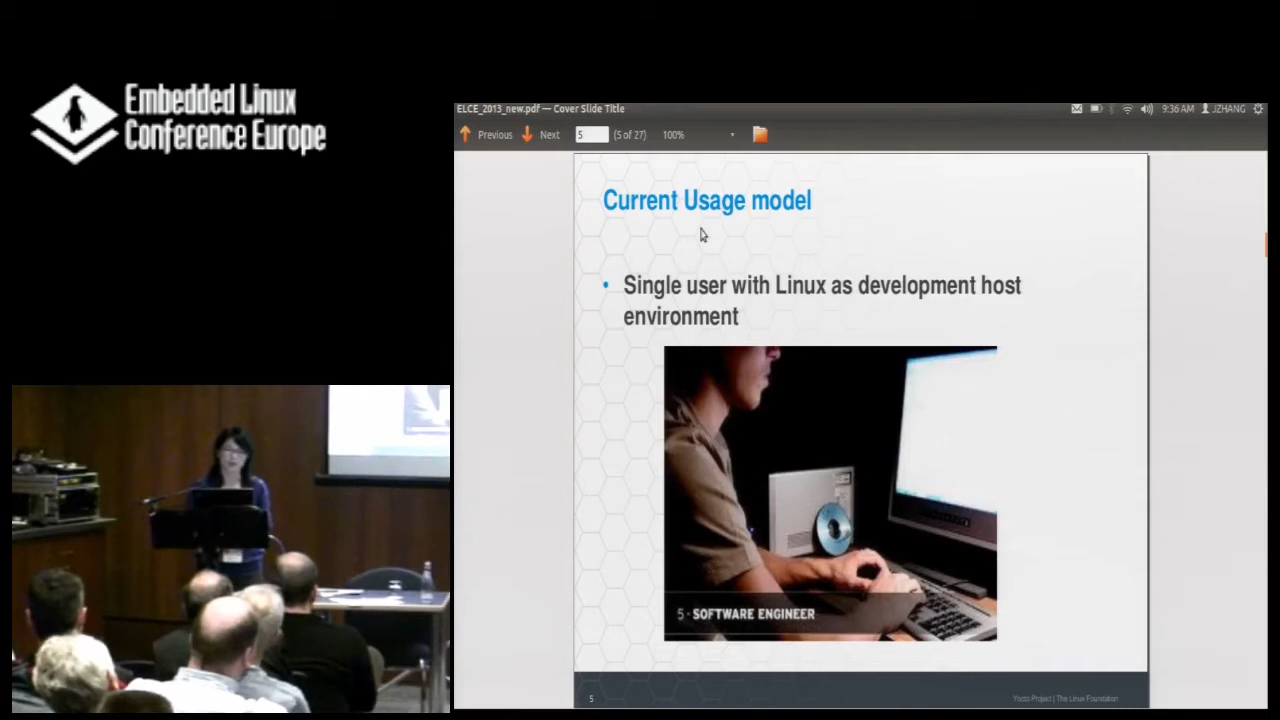 Embedded Linux
Conference Europe
ELCE_2013_new.pdf — Cover Slide Title
9:36 AM JZHANG
Previous Next 5 (5 of 27) 100%
Current Usage model
• Single user with Linux as development host
environment
5 - SOFTWARE ENGINEER
5
Yocto Project | The Linux Foundation